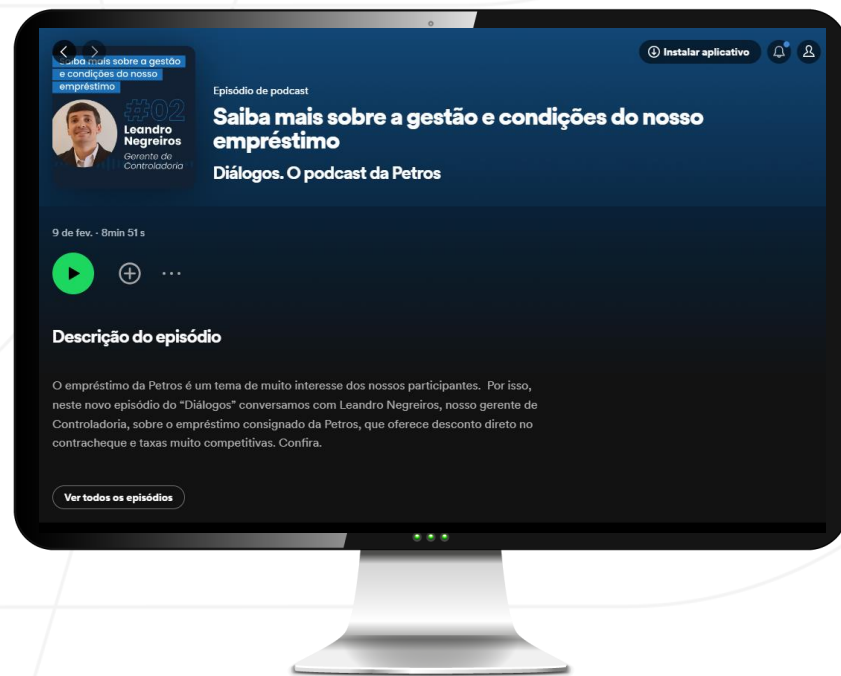 Saiba mais sobre a gestão
e condições do nosso
empréstimo
#02
Leandro
Negreiros
Gerente de
Controladoria
Instalar aplicativo
Episódio de podcast
Saiba mais sobre a gestão e condições do nosso
empréstimo
Diálogos. O podcast da Petros
9 de fev. · 8min 51 s
Descrição do episódio
O empréstimo da Petros é um tema de muito interesse dos nossos participantes. Por isso,
neste novo episódio do “Diálogos” conversamos com Leandro Negreiros, nosso gerente de
Controladoria, sobre o empréstimo consignado da Petros, que oferece desconto direto no
contracheque e taxas muito competitivas. Confira.
Ver todos os episódios